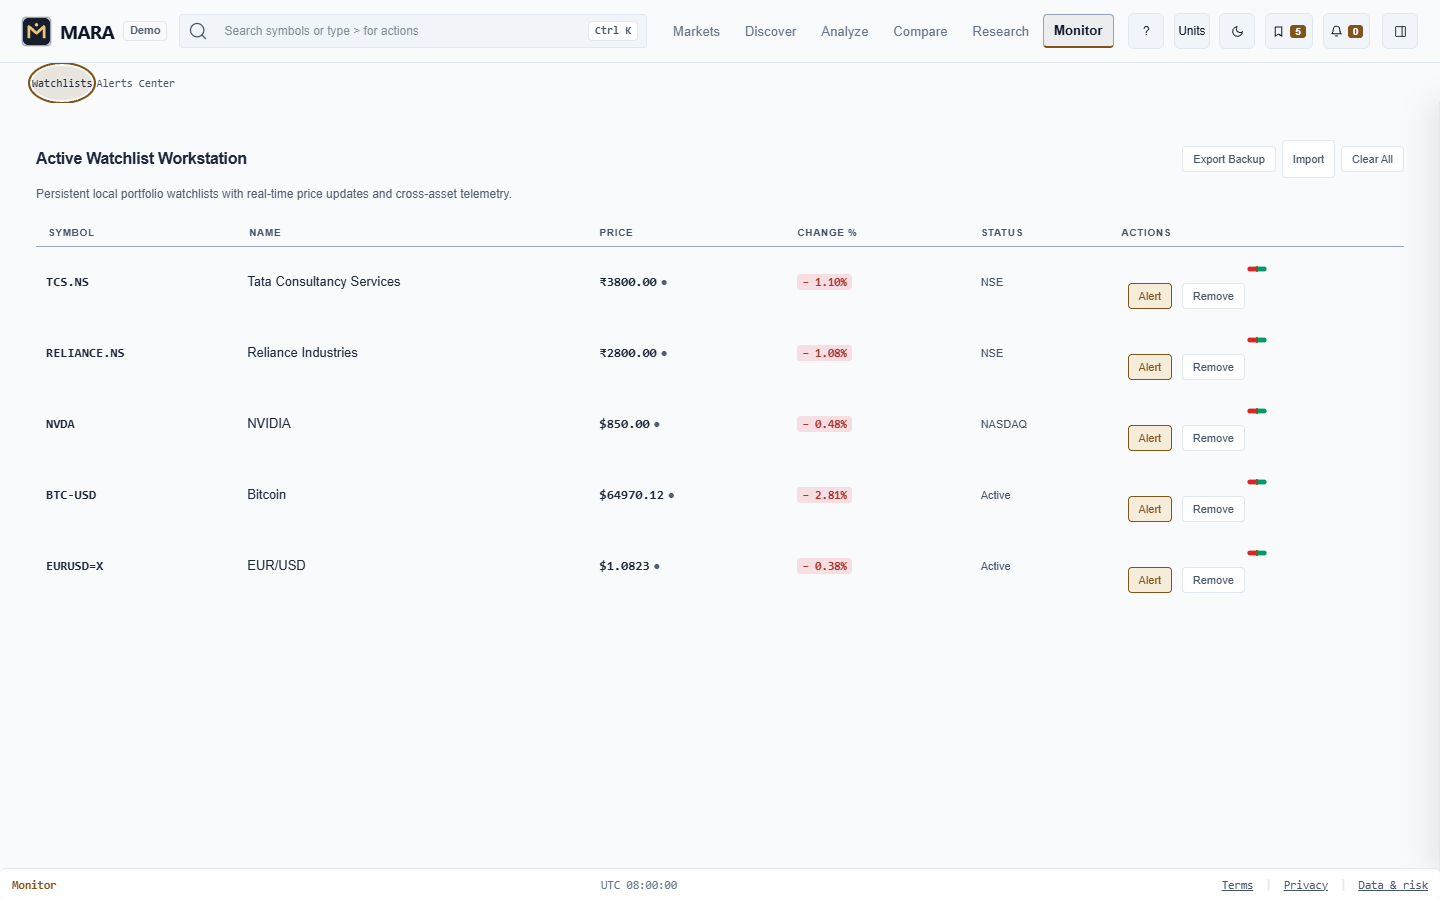 MARA Demo Search symbols or type > for actions Ctrl K Markets Discover Analyze Compare Research Monitor ? Units 5 0
Watchlists Alerts Center
Active Watchlist Workstation Export Backup Import Clear All
Persistent local portfolio watchlists with real-time price updates and cross-asset telemetry.
SYMBOL NAME PRICE CHANGE % STATUS ACTIONS
TCS.NS Tata Consultancy Services ₹3800.00 − 1.10% NSE Alert Remove
RELIANCE.NS Reliance Industries ₹2800.00 − 1.08% NSE Alert Remove
NVDA NVIDIA $850.00 − 0.48% NASDAQ Alert Remove
BTC-USD Bitcoin $64970.12 − 2.81% Active Alert Remove
EURUSD=X EUR/USD $1.0823 − 0.38% Active Alert Remove
Monitor UTC 08:00:00 Terms Privacy Data & risk